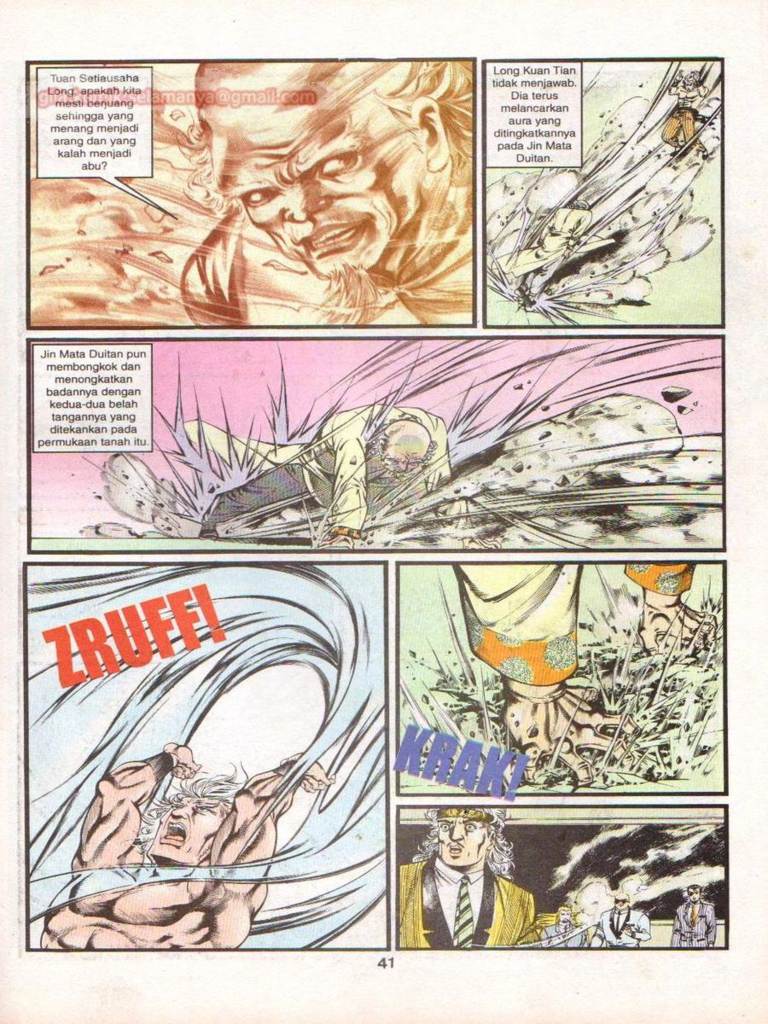 Tuan Setiausaha
Long, apakah kita
mesti berjuang
sehingga yang
menang menjadi
arang dan yang
kalah menjadi
abu?
Long Kuan Tian
tidak menjawab.
Dia terus
melancarkan
aura yang
ditingkatkannya
pada Jin Mata
Duitan.
Jin Mata Duitan pun
membongkok dan
menongkatkan
badannya dengan
kedua-dua belah
tangannya yang
ditekankan pada
permukaan tanah itu.
ZRUFF!
KRAK!
41